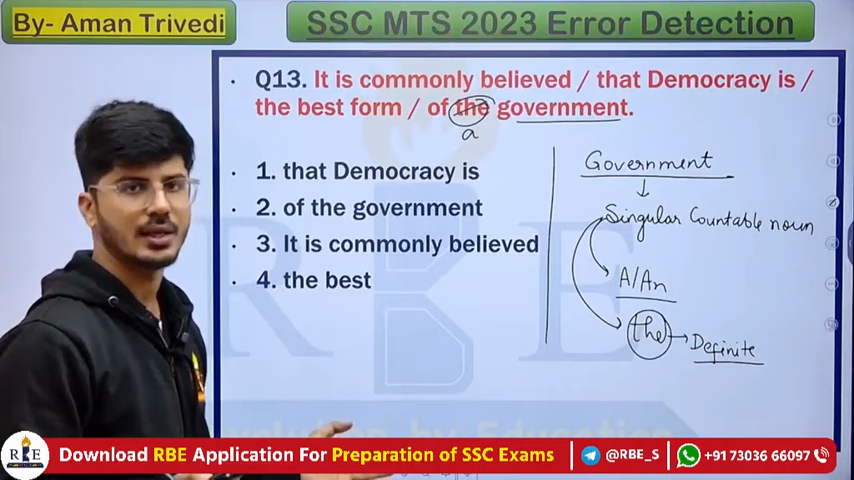 By- Aman Trivedi
SSC MTS 2023 Error Detection
• Q13. It is commonly believed / that Democracy is /
the best form / of the government.
a
• 1. that Democracy is
• 2. of the government
• 3. It is commonly believed
• 4. the best
Government
Singular Countable noun
A/An
the → Definite
RBE
RBE
Download RBE Application For Preparation of SSC Exams
@RBE_S
+91 73036 66097